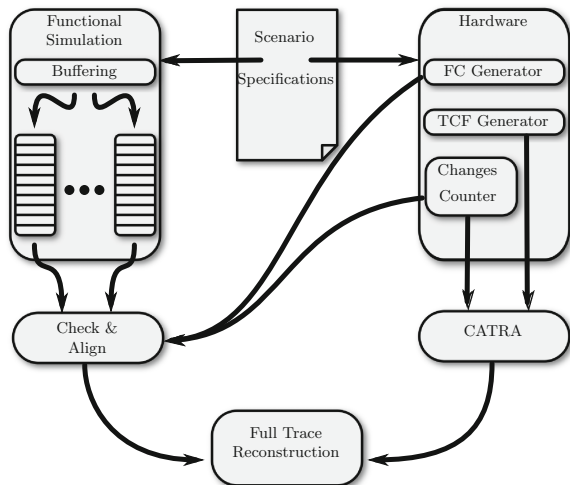 Functional
Simulation
Buffering
Scenario
Specifications
Hardware
FC Generator
TCF Generator
Changes
Counter
Check &
Align
CATRA
Full Trace
Reconstruction